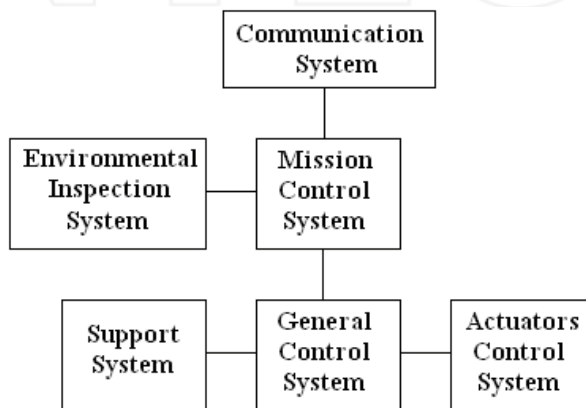 Communication
System
Environmental
Inspection
System
Mission
Control
System
Support
System
General
Control
System
Actuators
Control
System